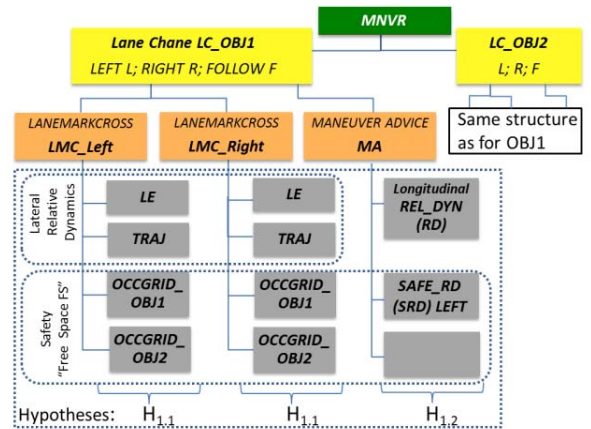 MNVR
Lane Chane LC_OBJ1
LEFT L; RIGHT R; FOLLOW F
LC_OBJ2
L; R; F
LANEMARKCROSS
LMC_Left
LANEMARKCROSS
LMC_Right
MANEUVER ADVICE
MA
Same structure
as for OBJ1
Lateral
Relative
Dynamics
LE
TRAJ
LE
TRAJ
Longitudinal
REL_DYN
(RD)
Safety
"Free Space FS"
OCCGRID_
OBJ1
OCCGRID_
OBJ2
OCCGRID_
OBJ1
OCCGRID_
OBJ2
SAFE_RD
(SRD) LEFT
Hypotheses: H1.1 H1.1 H1.2